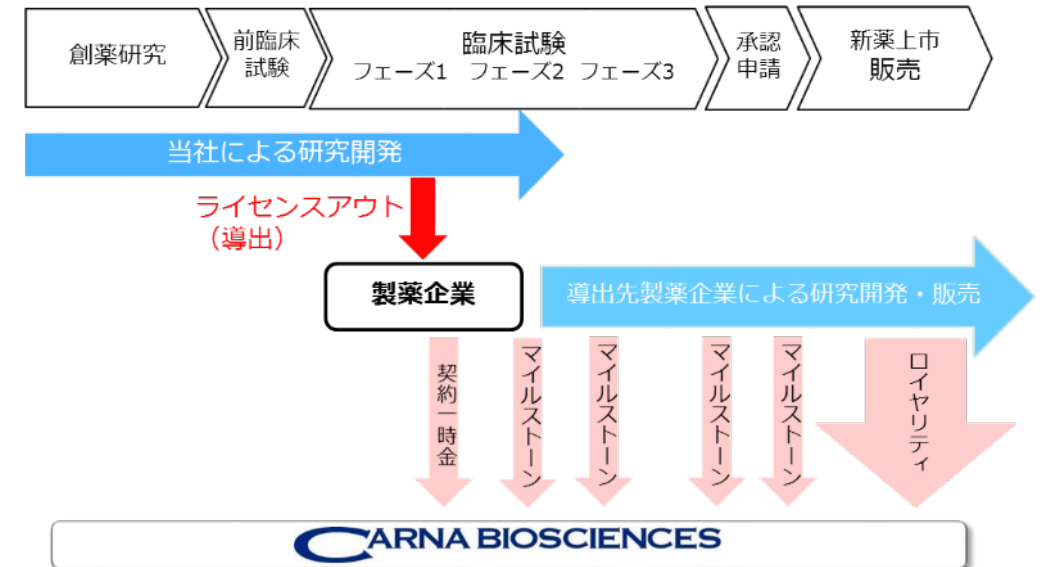 創薬研究
前臨床
試験
臨床試験
フェーズ1 フェーズ2 フェーズ3
承認
申請
新薬上市
販売
当社による研究開発
ライセンスアウト
（導出）
製薬企業
導出先製薬企業による研究開発・販売
契約一時金
マイルストーン
マイルストーン
マイルストーン
マイルストーン
ロイヤリティ
CARNA BIOSCIENCES